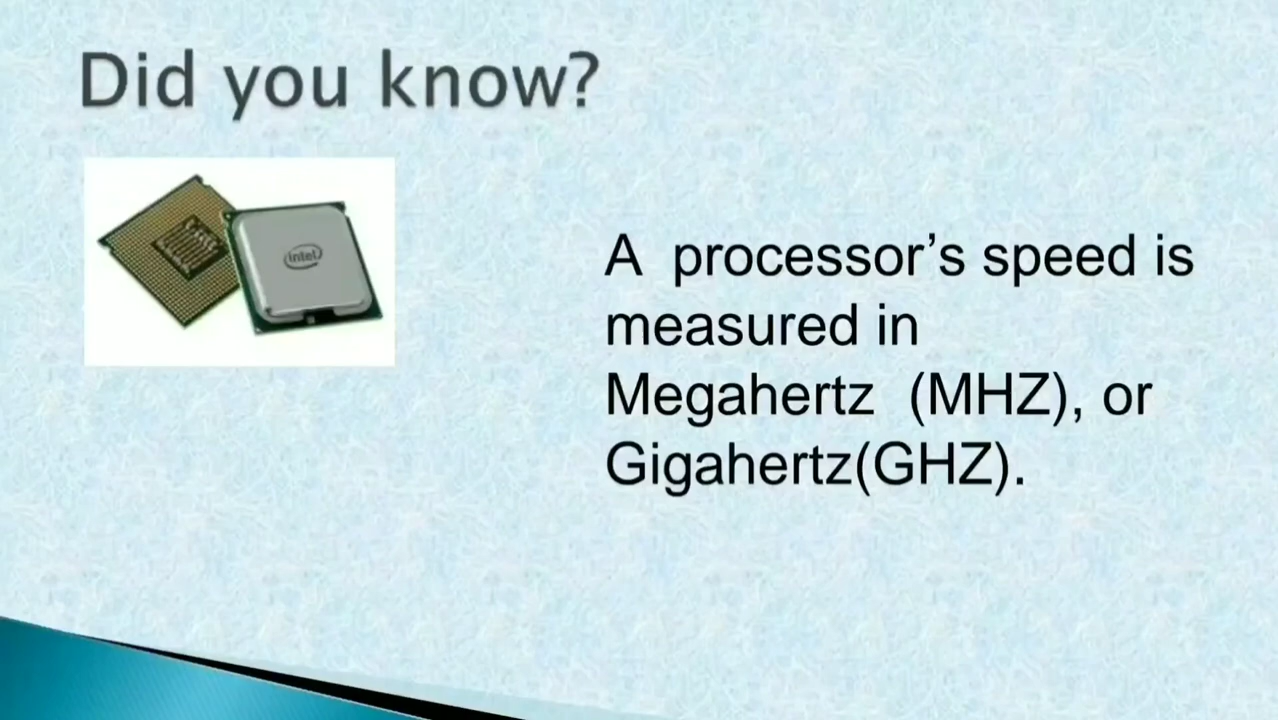 Did you know?
intel
A processor’s speed is
measured in
Megahertz (MHZ), or
Gigahertz(GHZ).